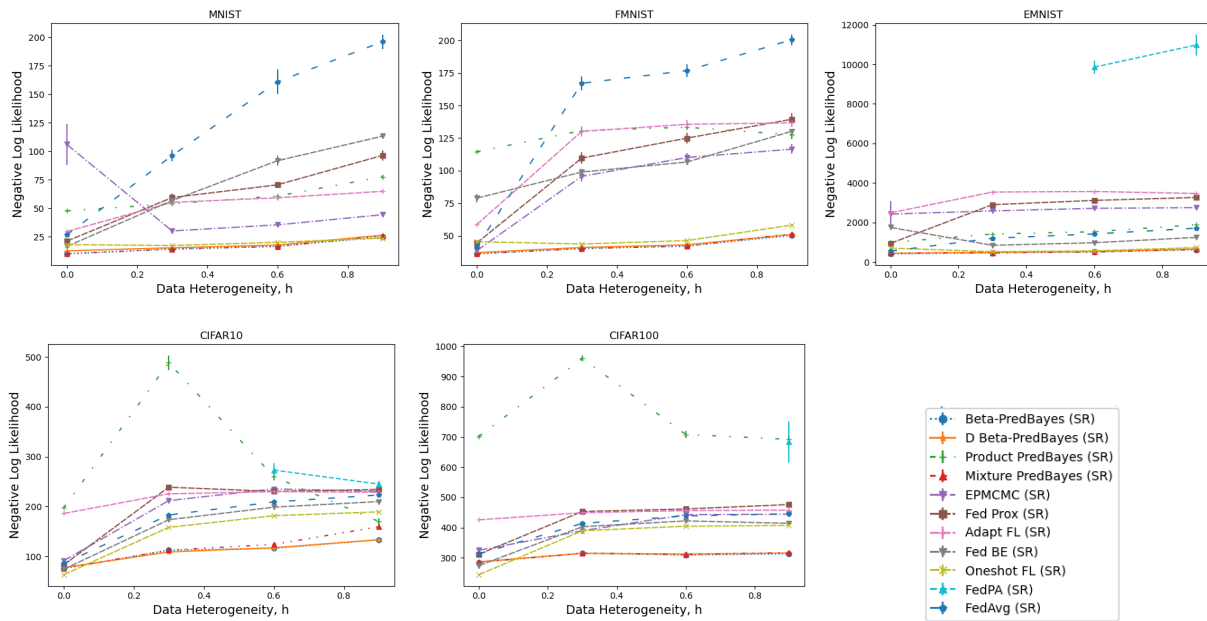 MNIST
Negative Log Likelihood
200
175
150
125
100
75
50
25
0.0 0.2 0.4 0.6 0.8
Data Heterogeneity, h
FMNIST
Negative Log Likelihood
200
175
150
125
100
75
50
0.0 0.2 0.4 0.6 0.8
Data Heterogeneity, h
EMNIST
Negative Log Likelihood
12000
10000
8000
6000
4000
2000
0
0.0 0.2 0.4 0.6 0.8
Data Heterogeneity, h
CIFAR10
Negative Log Likelihood
500
400
300
200
100
0.0 0.2 0.4 0.6 0.8
Data Heterogeneity, h
CIFAR100
Negative Log Likelihood
1000
900
800
700
600
500
400
300
0.0 0.2 0.4 0.6 0.8
Data Heterogeneity, h
Beta-PredBayes (SR)
D Beta-PredBayes (SR)
Product PredBayes (SR)
Mixture PredBayes (SR)
EPMCMC (SR)
Fed Prox (SR)
Adapt FL (SR)
Fed BE (SR)
Oneshot FL (SR)
FedPA (SR)
FedAvg (SR)